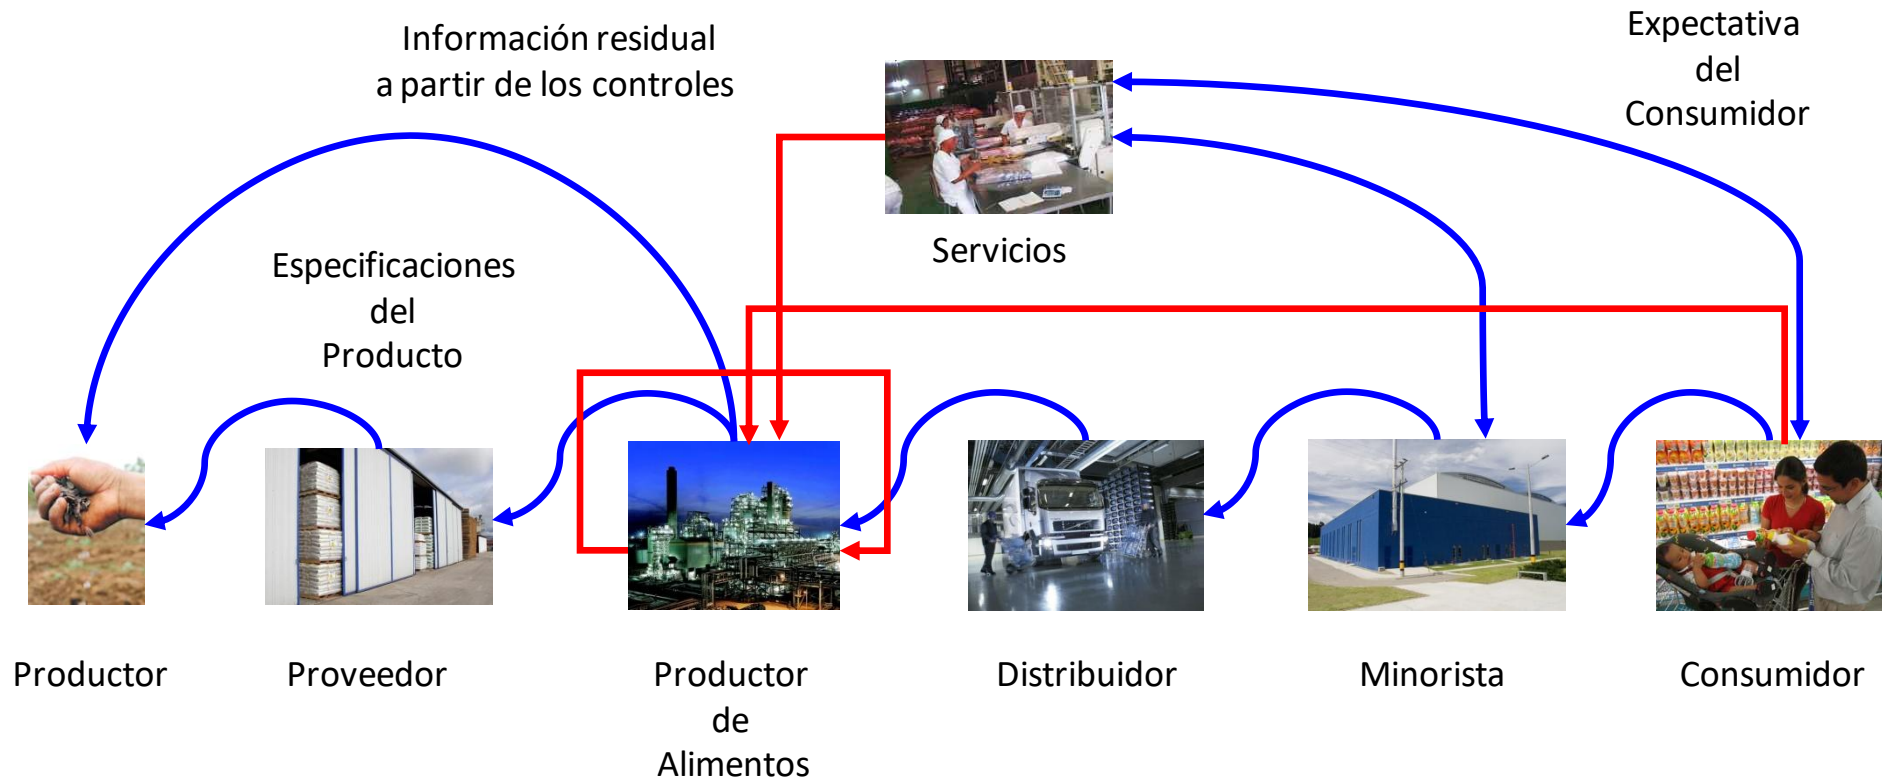 Información residual
a partir de los controles
Expectativa
del
Consumidor
Servicios
Especificaciones
del
Producto
Productor
Proveedor
Productor
de
Alimentos
Distribuidor
Minorista
Consumidor